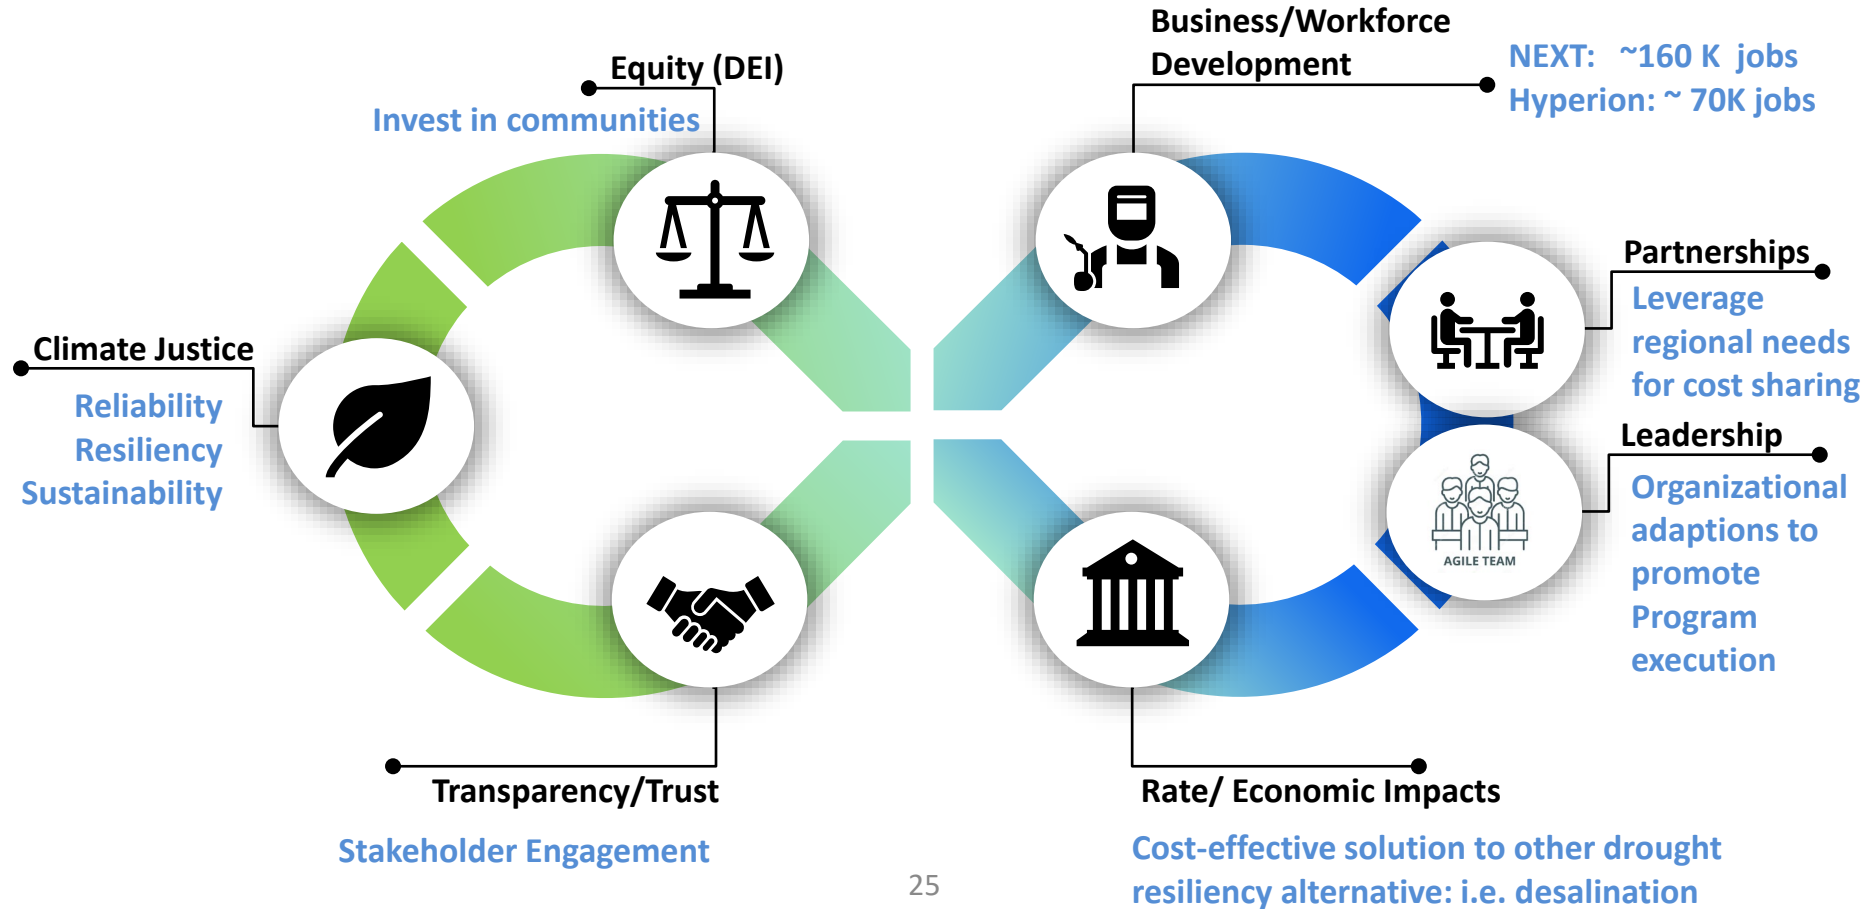 Equity (DEI)
Invest in communities
Business/Workforce
Development
NEXT: ~160 K jobs
Hyperion: ~ 70K jobs
Climate Justice
Reliability
Resiliency
Sustainability
Partnerships
Leverage
regional needs
for cost sharing
Leadership
Organizational
adaptions to
promote
Program
execution
AGILE TEAM
Transparency/Trust
Stakeholder Engagement
Rate/ Economic Impacts
Cost-effective solution to other drought
resiliency alternative: i.e. desalination
25